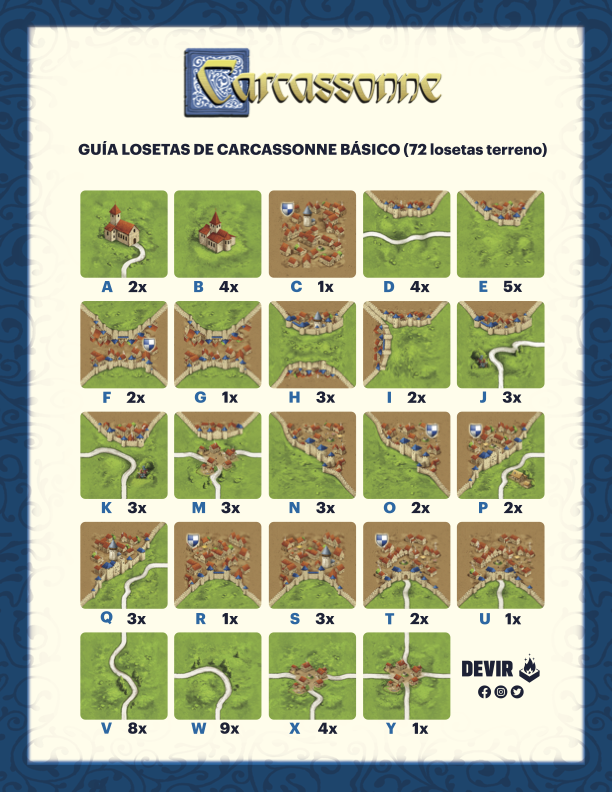 Carcassonne
GUÍA LOSETAS DE CARCASSONNE BÁSICO (72 losetas terreno)
A 2x B 4x C 1x D 4x E 5x
F 2x G 1x H 3x I 2x J 3x
K 3x M 3x N 3x O 2x P 2x
Q 3x R 1x S 3x T 2x U 1x
DEVIR
V 8x W 9x X 4x Y 1x